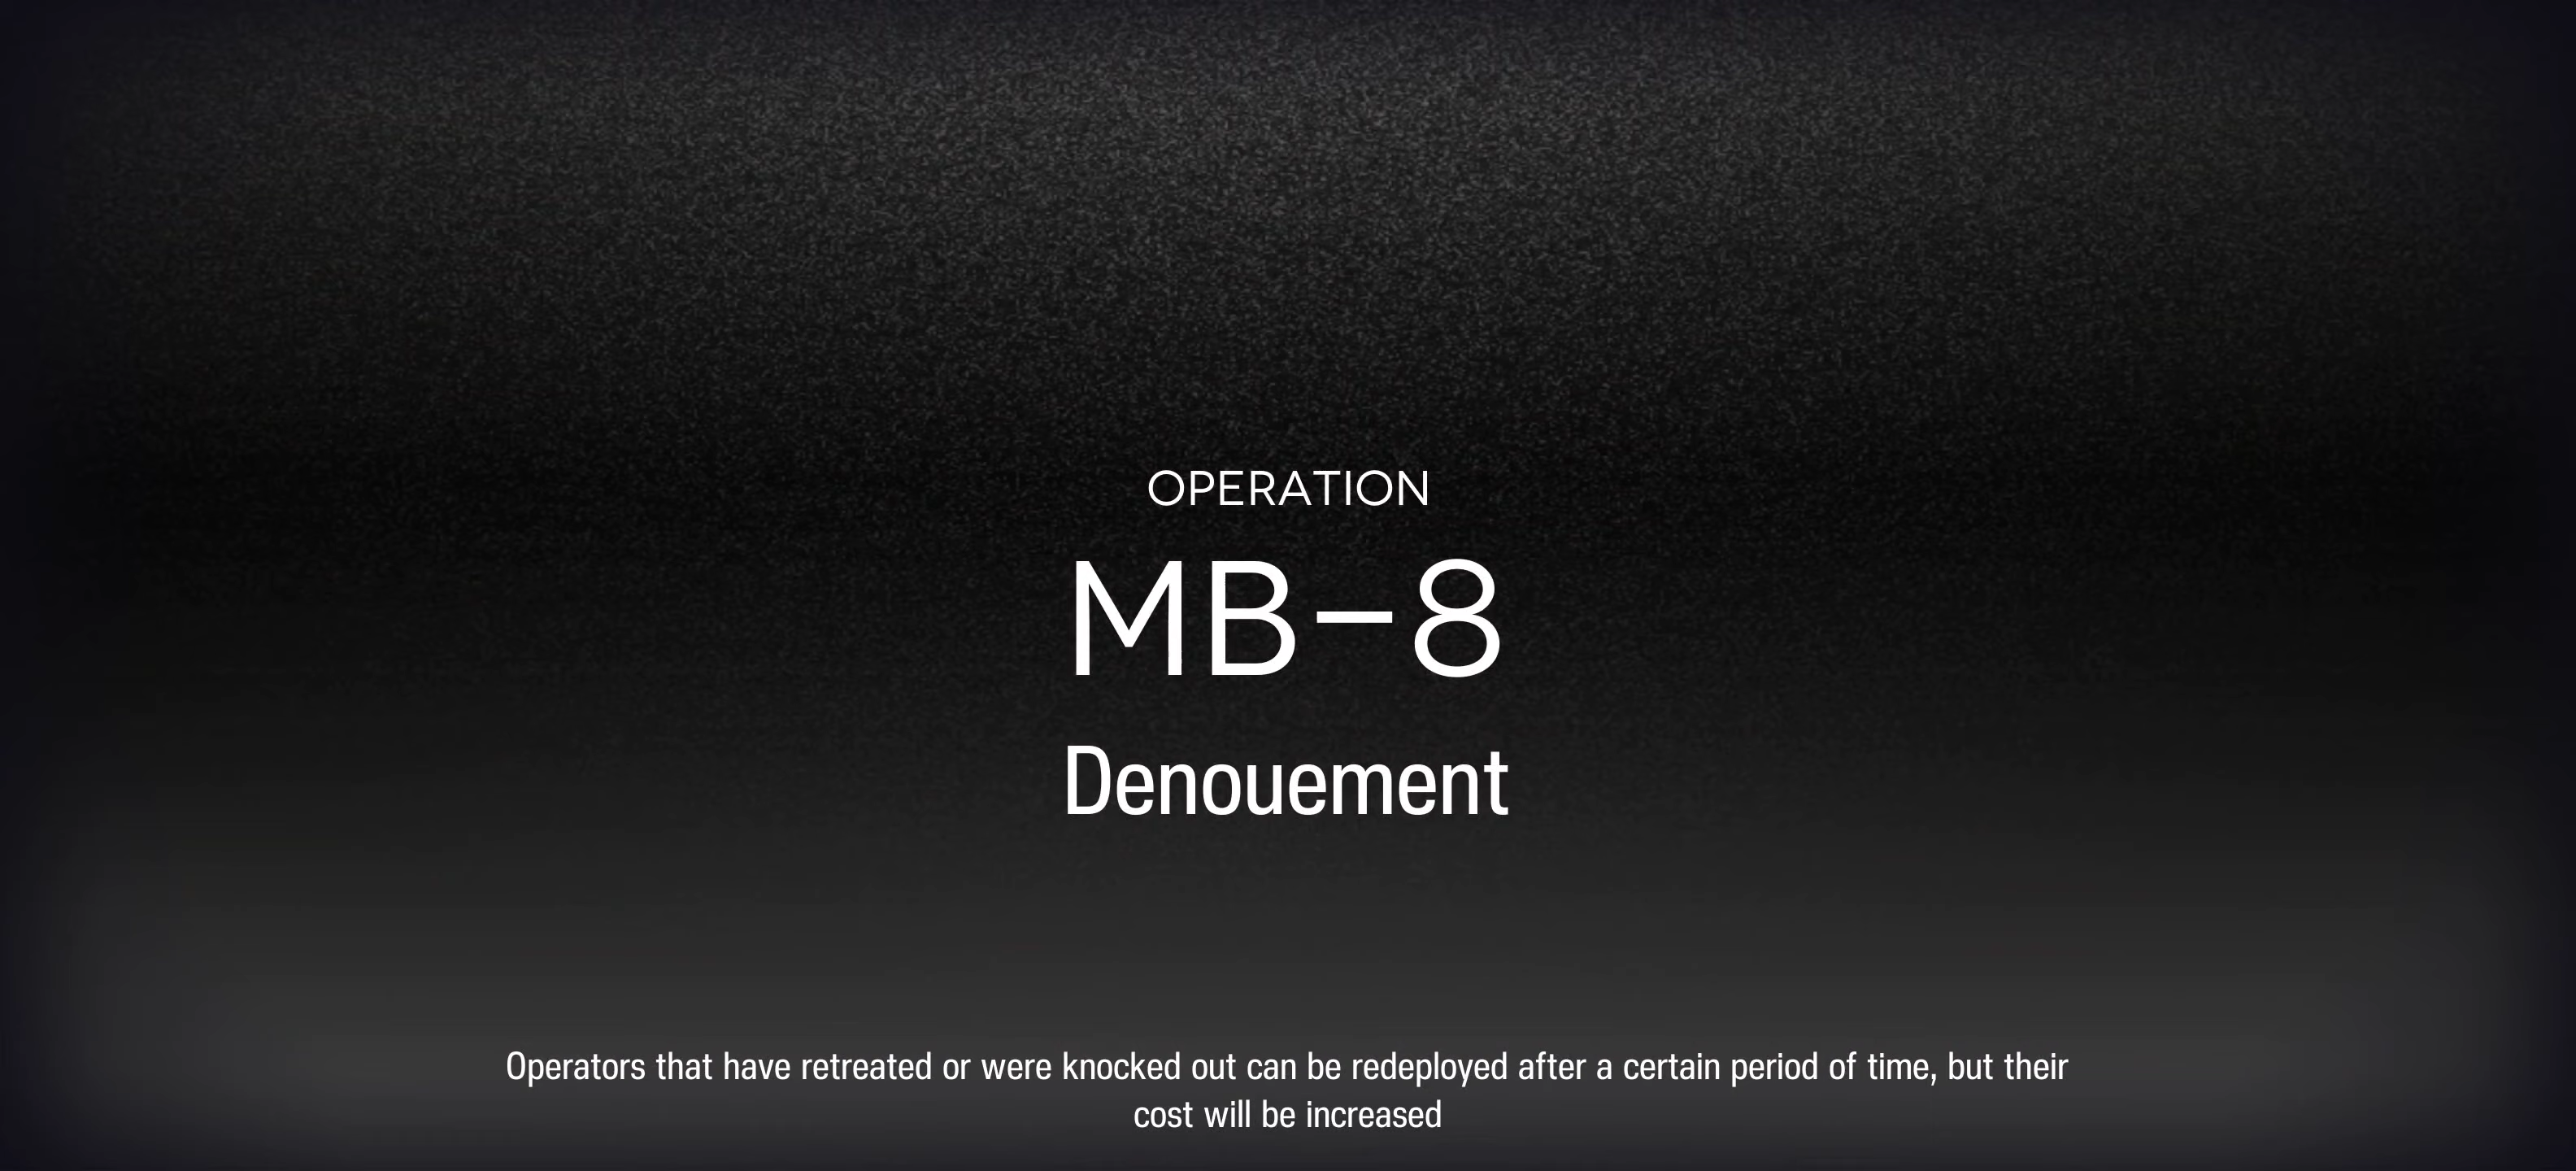 OPERATION
MB-8
Denouement
Operators that have retreated or were knocked out can be redeployed after a certain period of time, but their
cost will be increased